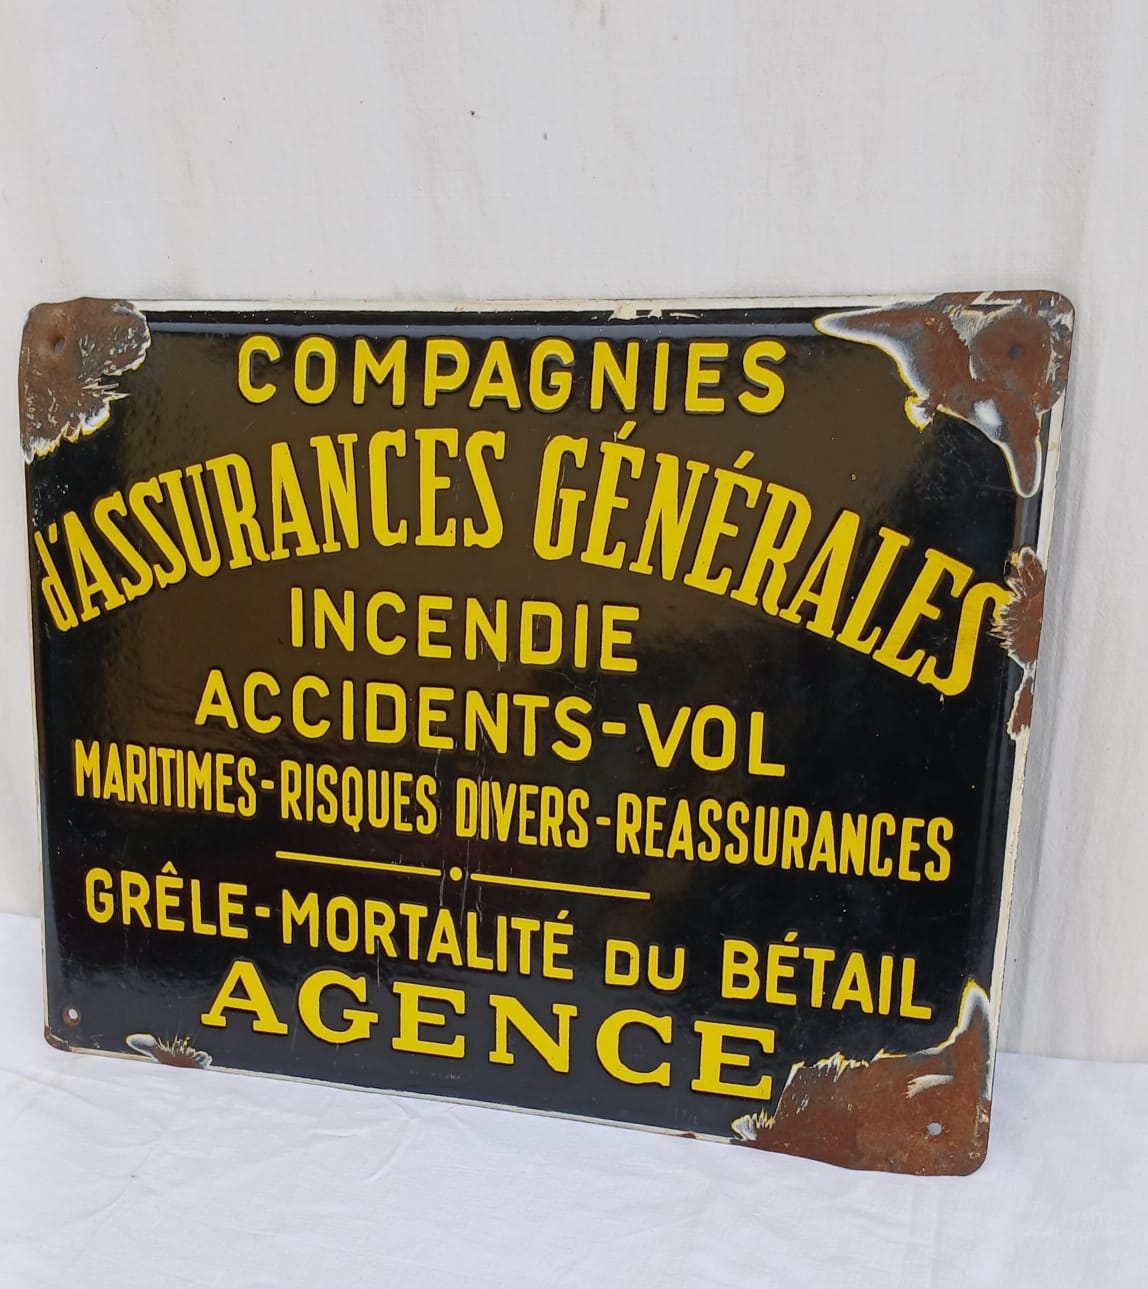 COMPAGNIES
d'ASSURANCES GÉNÉRALES
INCENDIE
ACCIDENTS-VOL
MARITIMES-RISQUES DIVERS-REASSURANCES
GRÊLE-MORTALITÉ DU BÉTAIL
AGENCE